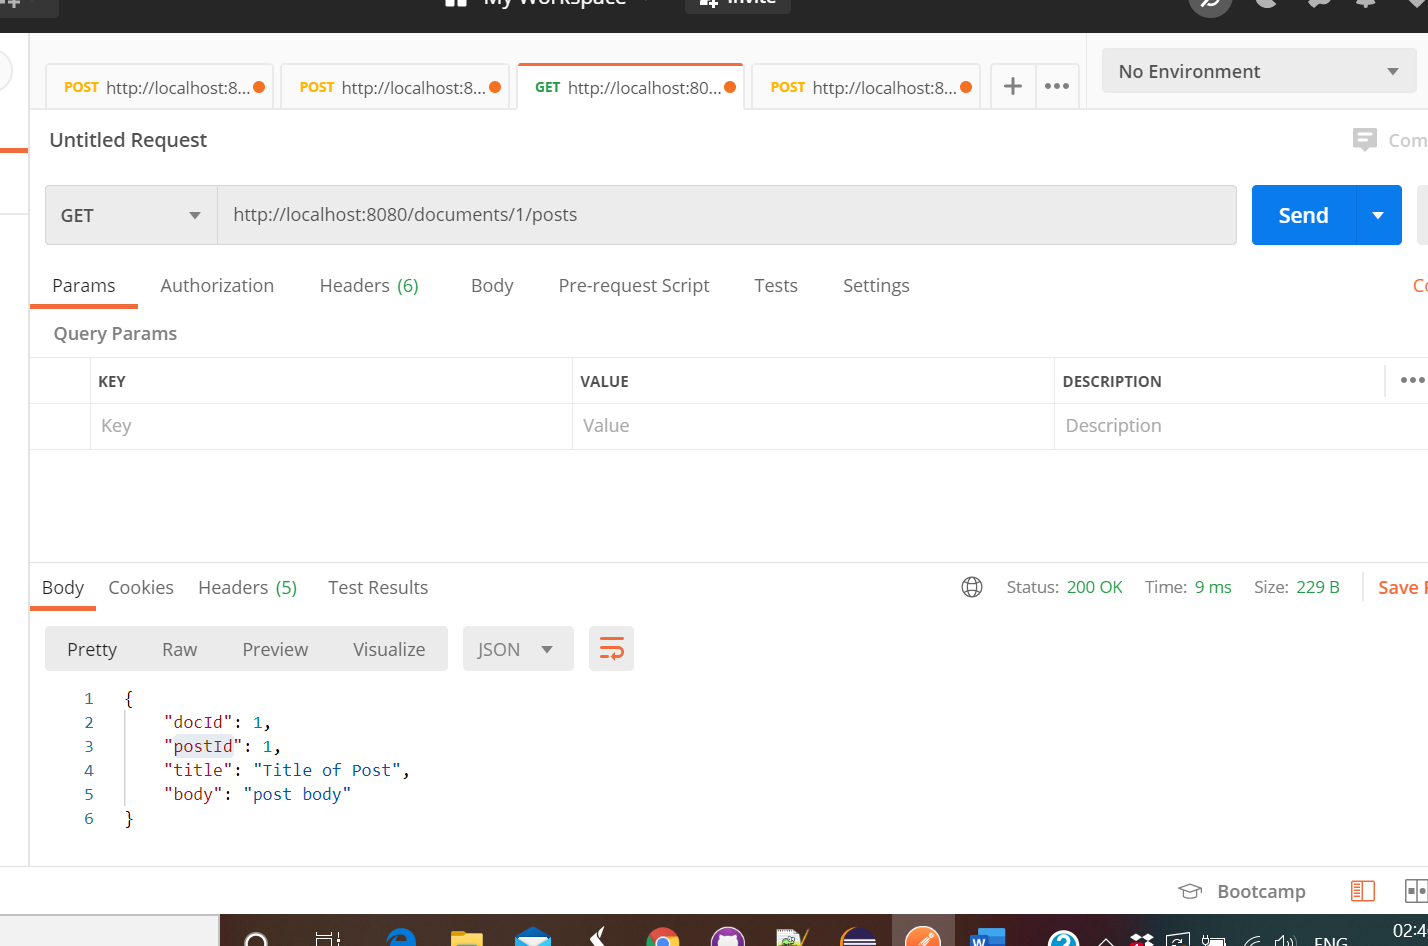 My Workspace
Invite
POST http://localhost:8...
POST http://localhost:8...
GET http://localhost:80...
POST http://localhost:8...
No Environment
Untitled Request
GET
http://localhost:8080/documents/1/posts
Send
Params
Authorization
Headers (6)
Body
Pre-request Script
Tests
Settings
Query Params
KEY
VALUE
DESCRIPTION
Key
Value
Description
Body
Cookies
Headers (5)
Test Results
Status: 200 OK
Time: 9 ms
Size: 229 B
Save
Pretty
Raw
Preview
Visualize
JSON
1 {
2 "docId": 1,
3 "postId": 1,
4 "title": "Title of Post",
5 "body": "post body"
6 }
Bootcamp
ENG